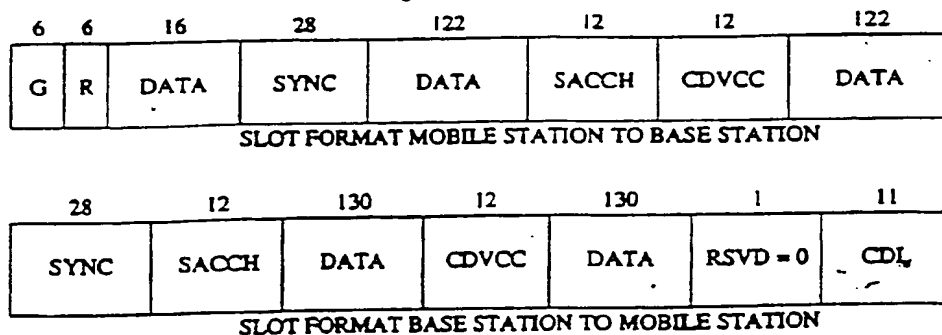 6 6 16 28 122 12 12 122
G R DATA SYNC DATA SACCH CDVCC DATA
SLOT FORMAT MOBILE STATION TO BASE STATION
28 12 130 12 130 1 11
SYNC SACCH DATA CDVCC DATA RSVD = 0 CDL
SLOT FORMAT BASE STATION TO MOBILE STATION